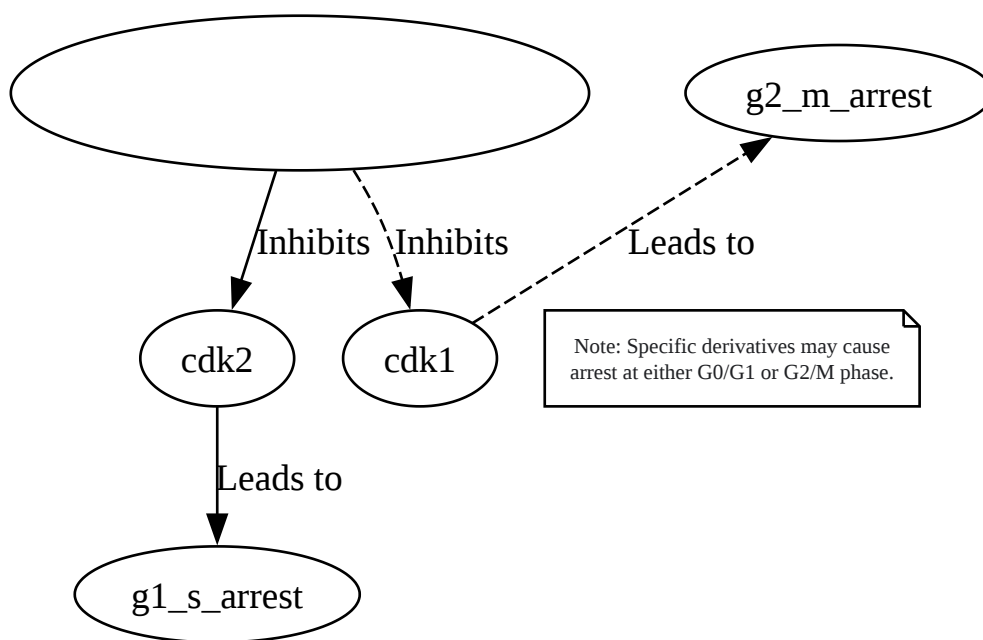 g2_m_arrest
Inhibits
Inhibits
Leads to
cdk2
cdk1
Note: Specific derivatives may cause
arrest at either G0/G1 or G2/M phase.
Leads to
g1_s_arrest